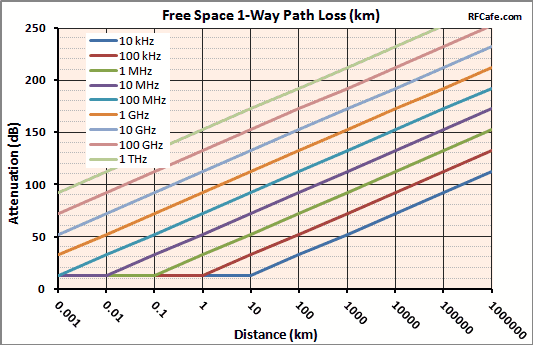 Free Space 1-Way Path Loss (km)
RFCafe.com
Attenuation (dB)
250
200
150
100
50
0
10 kHz
100 kHz
1 MHz
10 MHz
100 MHz
1 GHz
10 GHz
100 GHz
1 THz
0.001
0.01
0.1
1
10
100
1000
10000
100000
1000000
Distance (km)